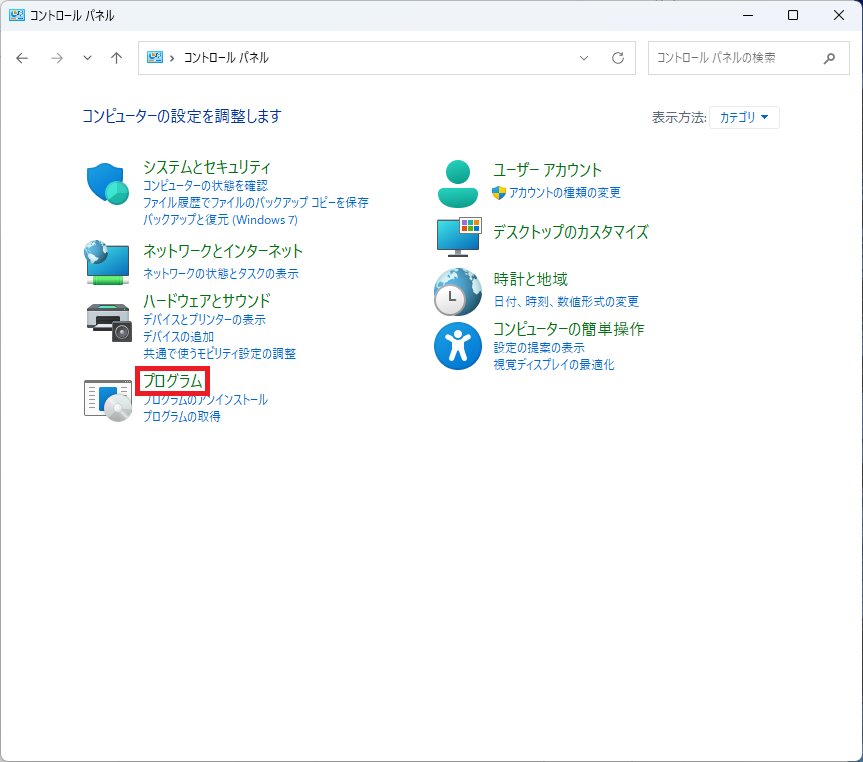 コントロール パネル
コントロール パネル
コントロール パネルの検索
コンピューターの設定を調整します
表示方法: カテゴリ
システムとセキュリティ
コンピューターの状態を確認
ファイル履歴でファイルのバックアップ コピーを保存
バックアップと復元 (Windows 7)
ネットワークとインターネット
ネットワークの状態とタスクの表示
ハードウェアとサウンド
デバイスとプリンターの表示
デバイスの追加
共通で使うモビリティ設定の調整
プログラム
プログラムのアンインストール
プログラムの取得
ユーザー アカウント
アカウントの種類の変更
デスクトップのカスタマイズ
時計と地域
日付、時刻、数値形式の変更
コンピューターの簡単操作
設定の提案の表示
視覚ディスプレイの最適化